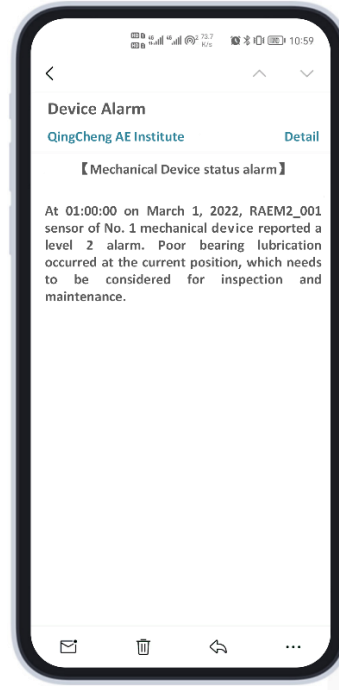 73.7
K/s
10:59
Device Alarm
QingCheng AE Institute Detail
【Mechanical Device status alarm】
At 01:00:00 on March 1, 2022, RAEM2_001
sensor of No. 1 mechanical device reported a
level 2 alarm. Poor bearing lubrication
occurred at the current position, which needs
to be considered for inspection and
maintenance.